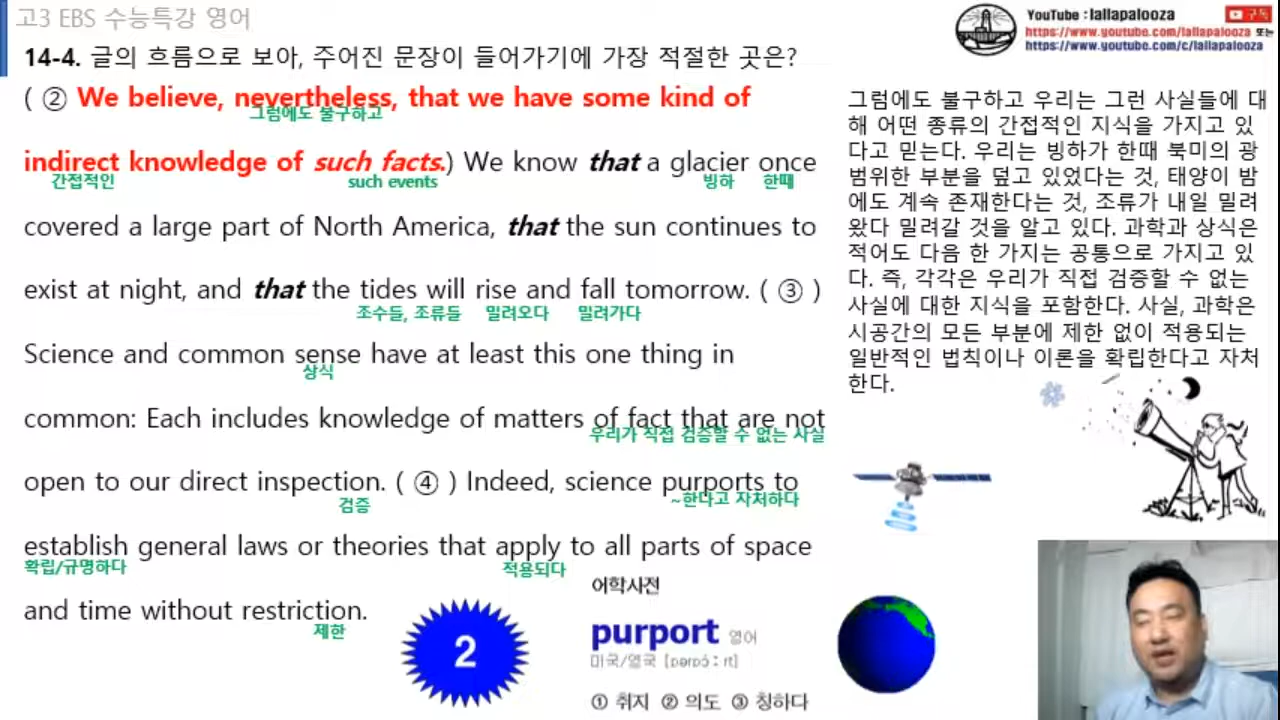 고3 EBS 수능특강 영어
YouTube : lallapalooza
구독
https://www.youtube.com/lallapalooza 또는
https://www.youtube.com/c/lallapalooza
14-4. 글의 흐름으로 보아, 주어진 문장이 들어가기에 가장 적절한 곳은?
( ② We believe, nevertheless, that we have some kind of
그럼에도 불구하고
indirect knowledge of such facts.) We know that a glacier once
간접적인 such events 빙하 한때
covered a large part of North America, that the sun continues to
exist at night, and that the tides will rise and fall tomorrow. ( ③ )
조수들, 조류들 밀려오다 밀려가다
Science and common sense have at least this one thing in
상식
common: Each includes knowledge of matters of fact that are not
우리가 직접 검증할 수 없는 사실
open to our direct inspection. ( ④ ) Indeed, science purports to
검증 ~한다고 자처하다
establish general laws or theories that apply to all parts of space
확립/규명하다 적용되다
and time without restriction.
제한
그럼에도 불구하고 우리는 그런 사실들에 대
해 어떤 종류의 간접적인 지식을 가지고 있
다고 믿는다. 우리는 빙하가 한때 북미의 광
범위한 부분을 덮고 있었다는 것, 태양이 밤
에도 계속 존재한다는 것, 조류가 내일 밀려
왔다 밀려갈 것을 알고 있다. 과학과 상식은
적어도 다음 한 가지는 공통으로 가지고 있
다. 즉, 각각은 우리가 직접 검증할 수 없는
사실에 대한 지식을 포함한다. 사실, 과학은
시공간의 모든 부분에 제한 없이 적용되는
일반적인 법칙이나 이론을 확립한다고 자처
한다.
2
어학사전
purport 영어
미국/영국 [pərpɔ́ːrt]
① 취지 ② 의도 ③ 칭하다